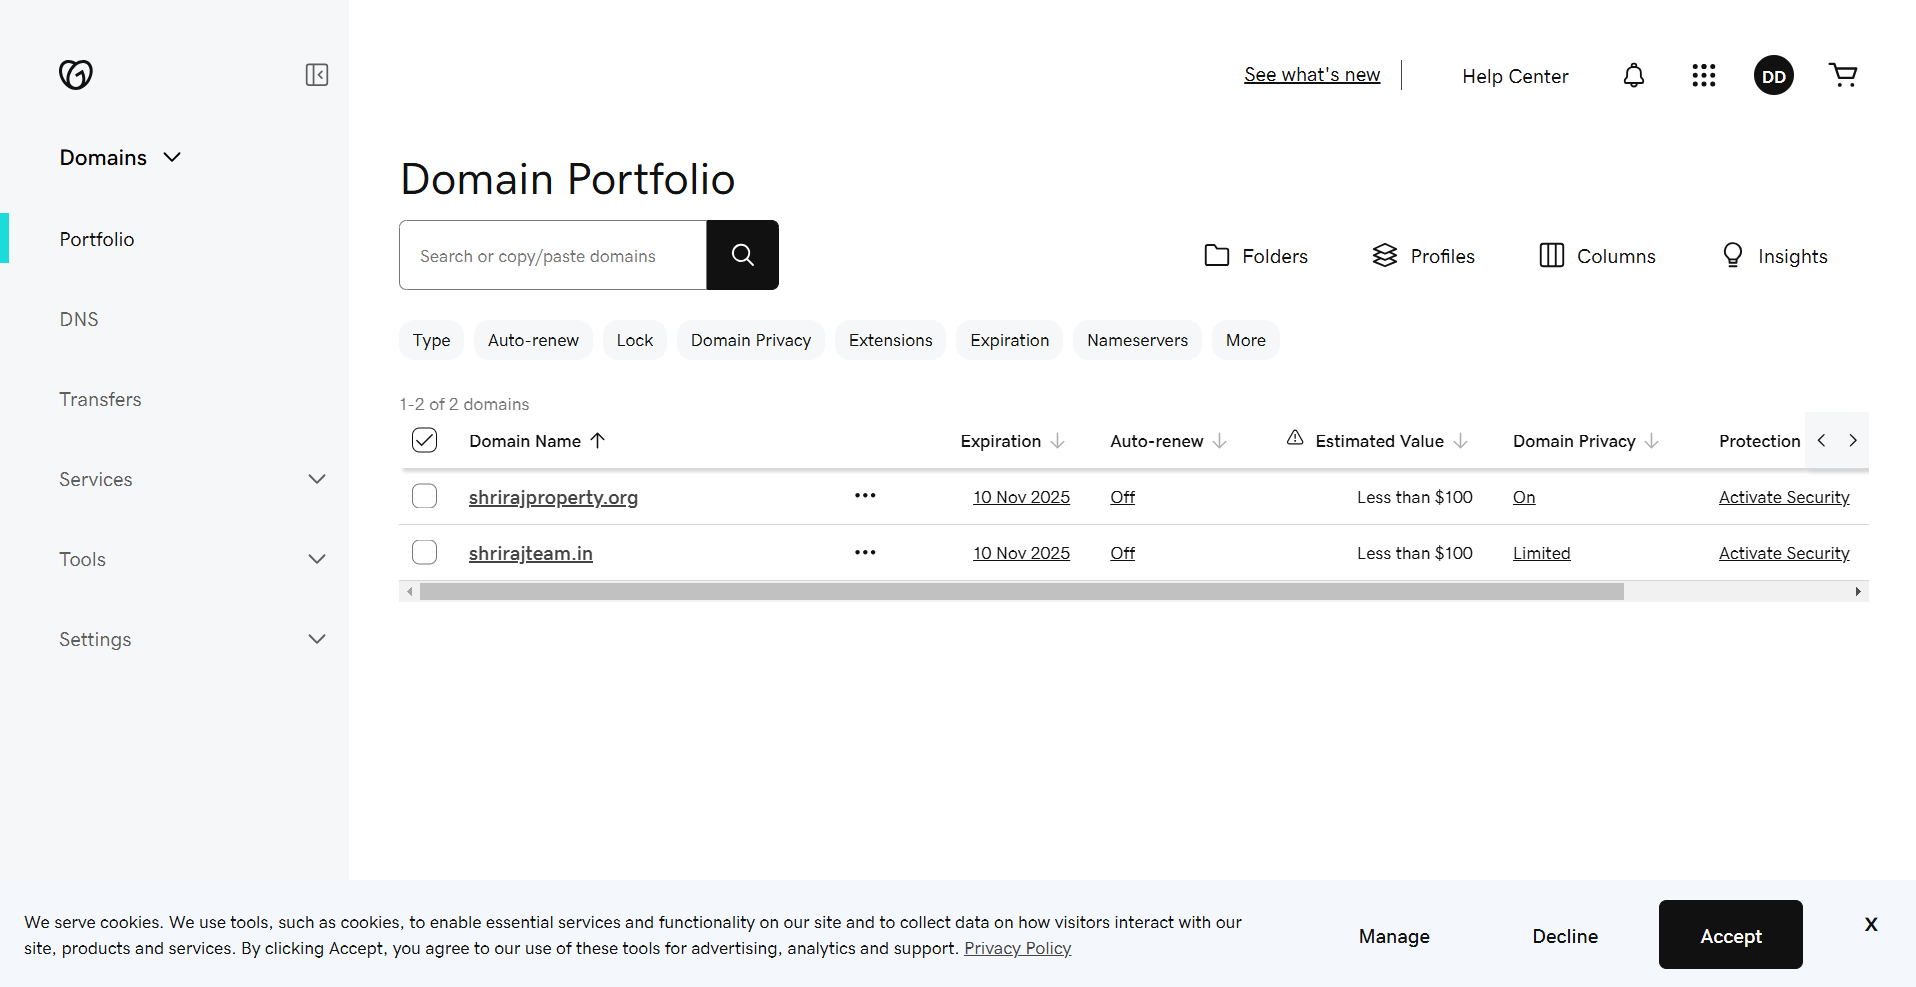 See what's new
Help Center
DD
Domains
Portfolio
DNS
Transfers
Services
Tools
Settings
Domain Portfolio
Search or copy/paste domains
Folders
Profiles
Columns
Insights
Type
Auto-renew
Lock
Domain Privacy
Extensions
Expiration
Nameservers
More
1-2 of 2 domains
Domain Name Expiration Auto-renew Estimated Value Domain Privacy Protection
shrirajproperty.org 10 Nov 2025 Off Less than $100 On Activate Security
shrirajteam.in 10 Nov 2025 Off Less than $100 Limited Activate Security
We serve cookies. We use tools, such as cookies, to enable essential services and functionality on our site and to collect data on how visitors interact with our
site, products and services. By clicking Accept, you agree to our use of these tools for advertising, analytics and support. Privacy Policy
Manage
Decline
Accept
X